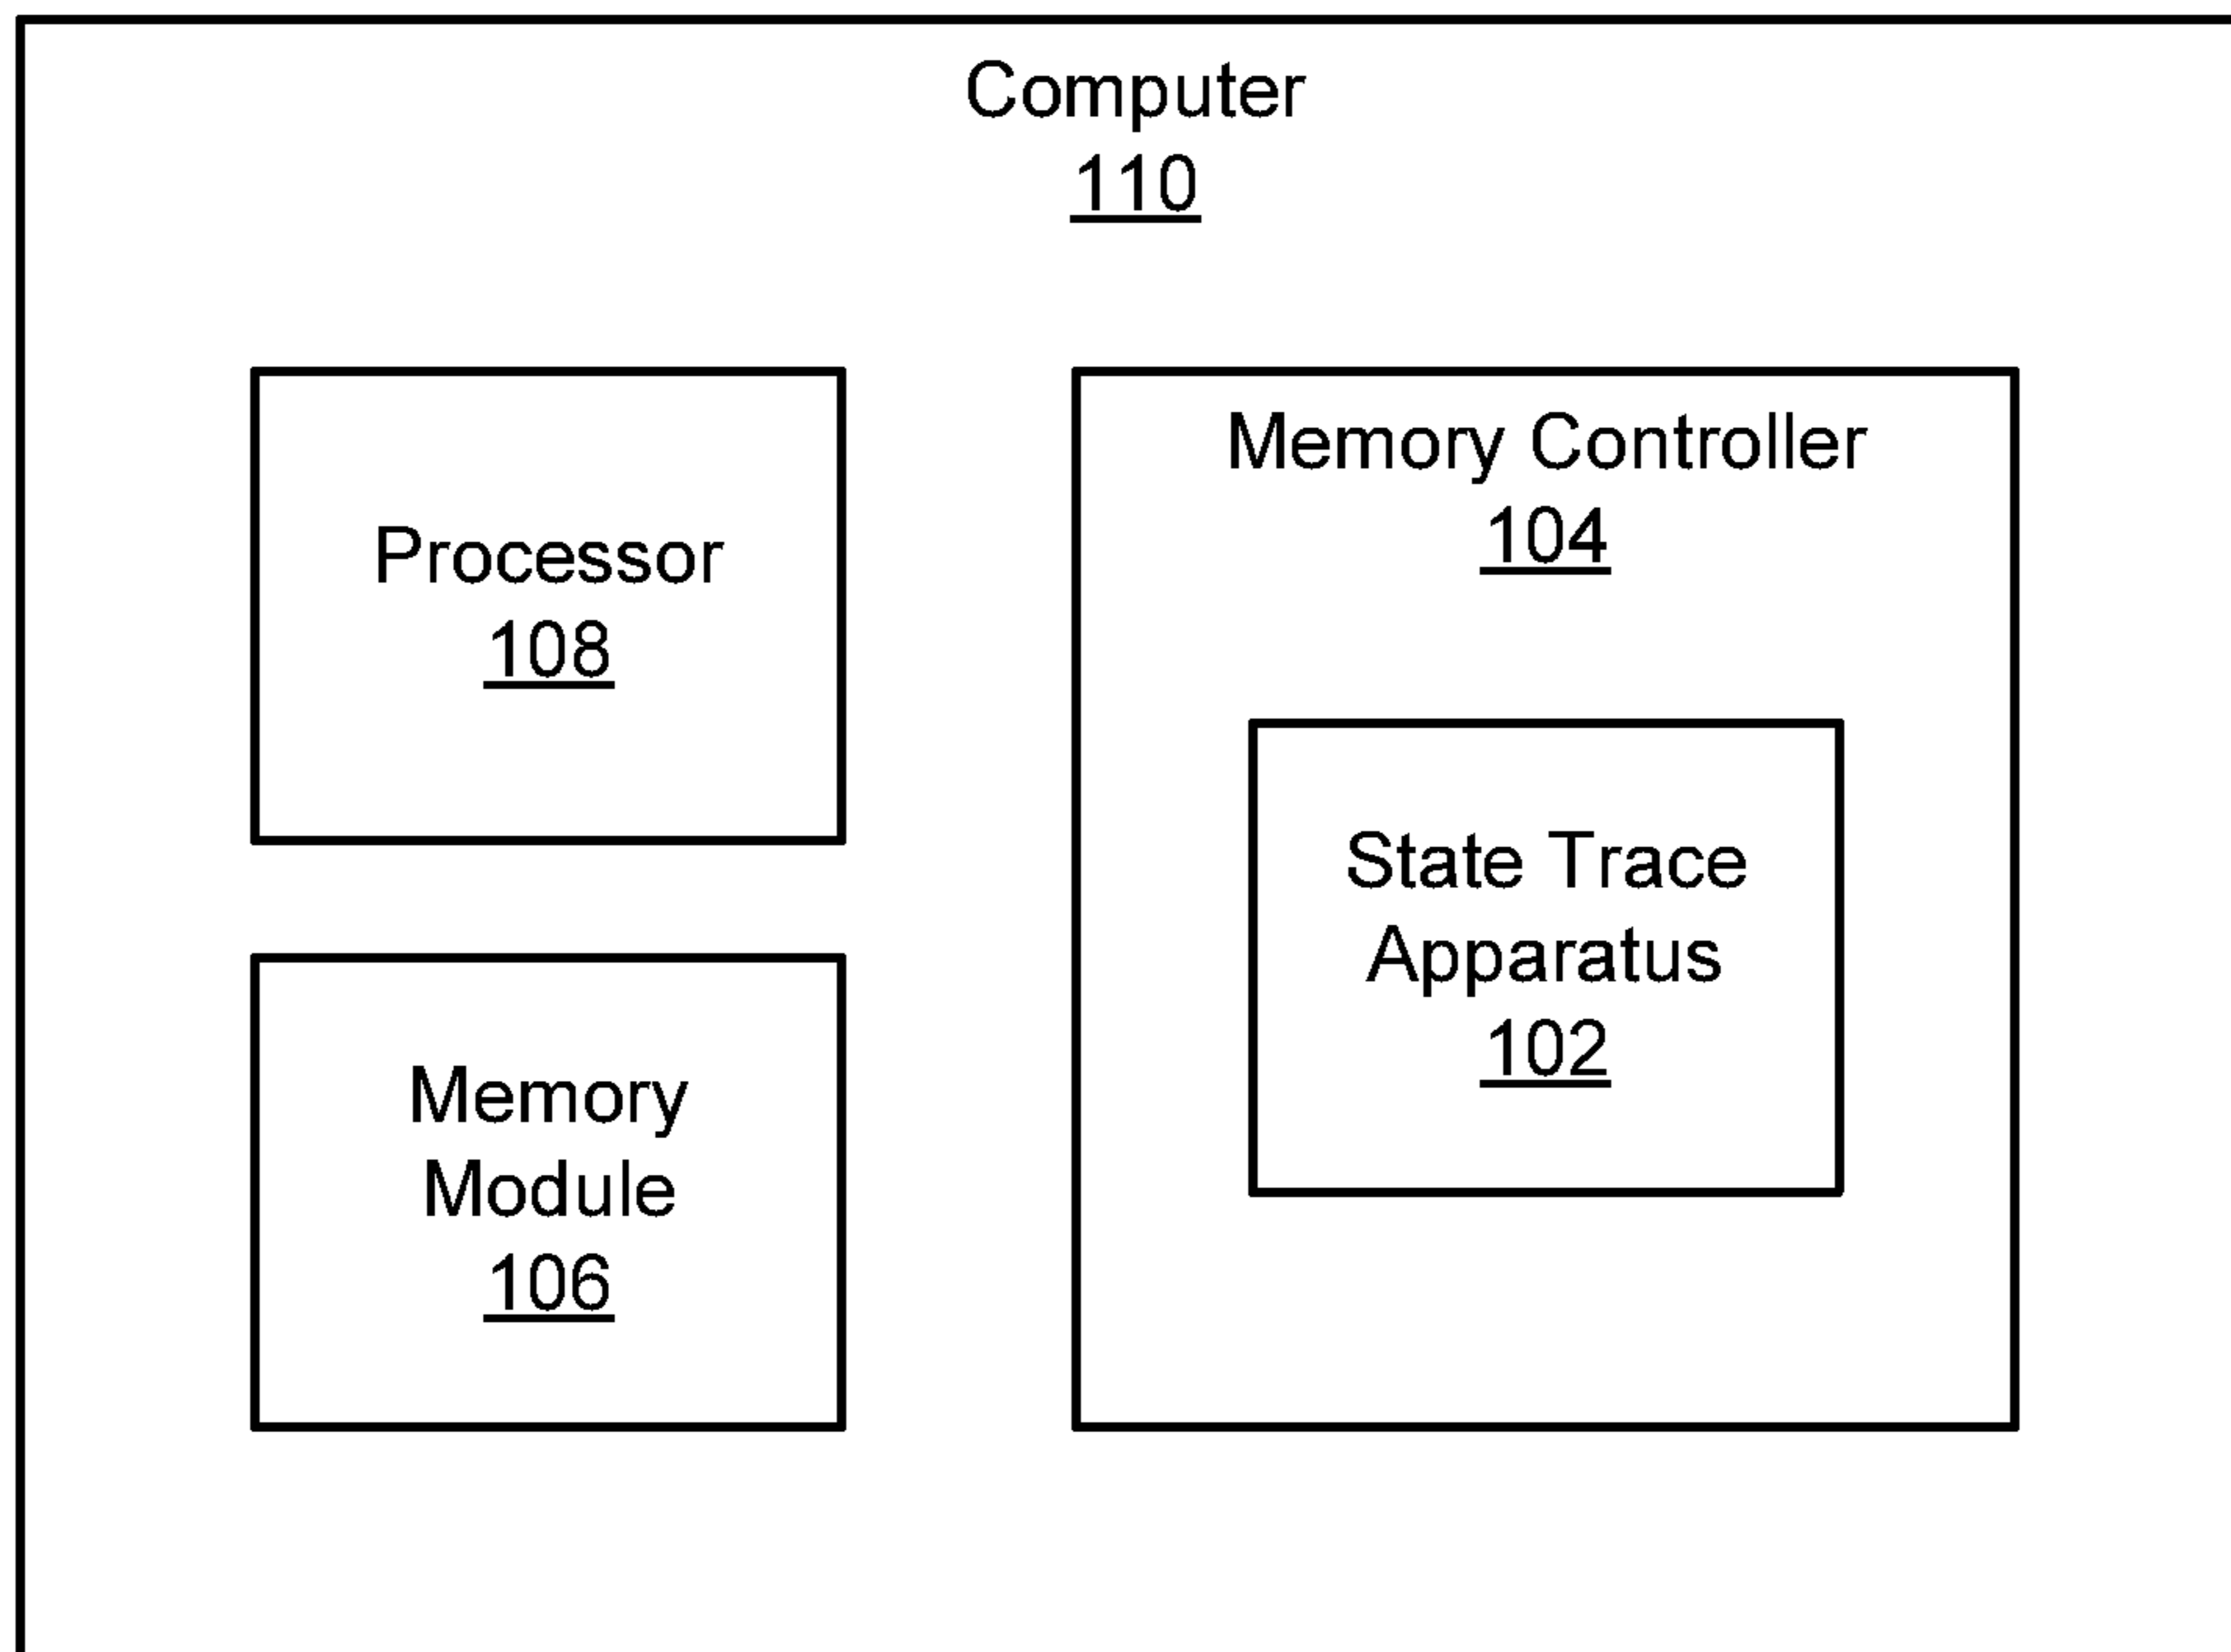 Computer
110
Processor
108
Memory Controller
104
State Trace
Apparatus
102
Memory
Module
106